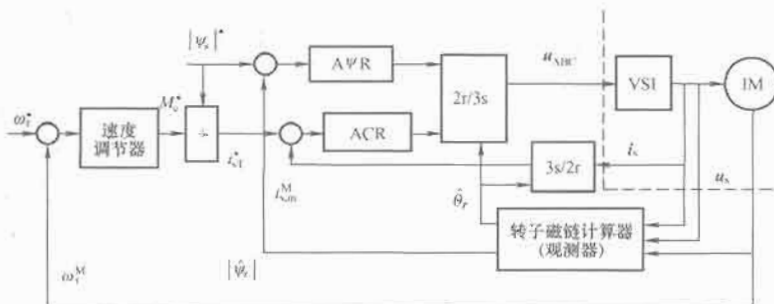 |ψs|*
AΨR
uABC
VSI
IM
2r/3s
ωr*
Me*
速度
调节器
÷
ACR
isT*
3s/2r
is
us
ism^M
θ̂r
转子磁链计算器
(观测器)
ωr^M
|ψ̂r|